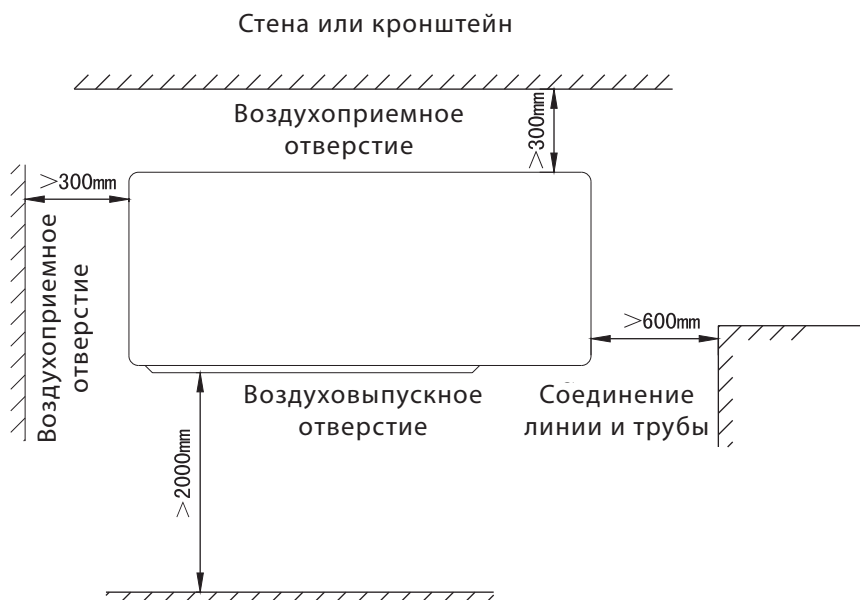 Стена или кронштейн
Воздухоприемное
отверстие
>300mm
>300mm
Воздухоприемное
отверстие
>600mm
Воздуховыпускное
отверстие
Соединение
линии и трубы
>2000mm